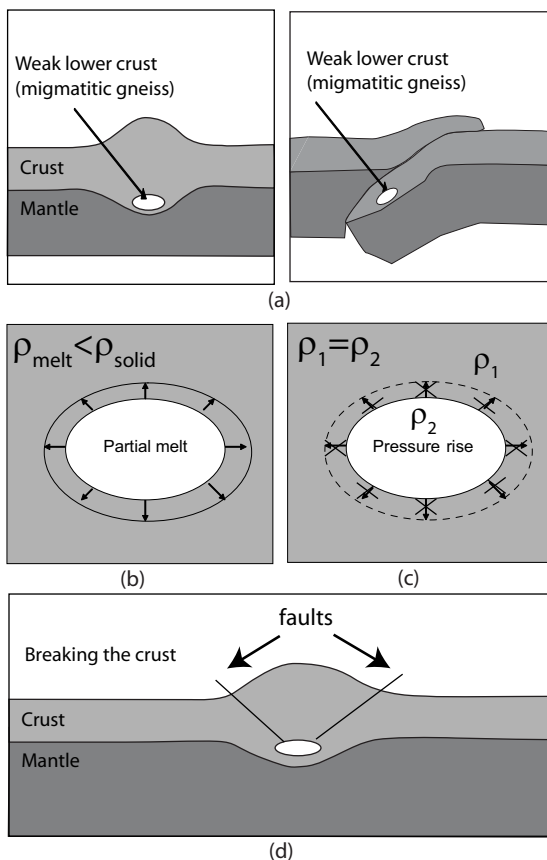 Weak lower crust
(migmatitic gneiss)
Crust
Mantle
Weak lower crust
(migmatitic gneiss)
(a)
ρmelt<ρsolid
Partial melt
(b)
ρ1=ρ2
ρ1
ρ2
Pressure rise
(c)
faults
Breaking the crust
Crust
Mantle
(d)